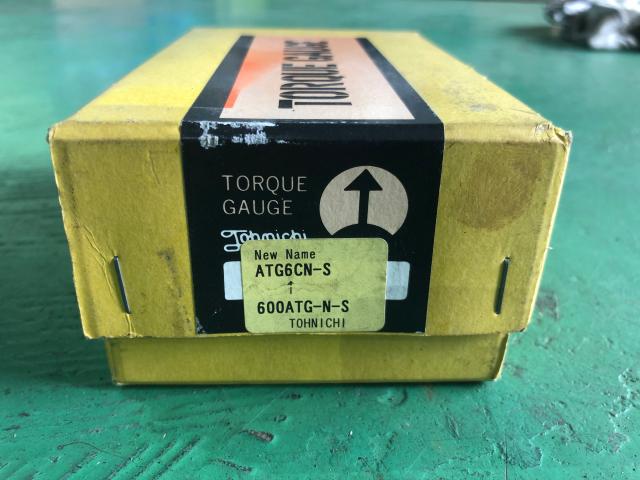 TORQUE GAUGE
TORQUE
GAUGE
Tohnichi
New Name
ATG6CN-S
↑
600ATG-N-S
TOHNICHI